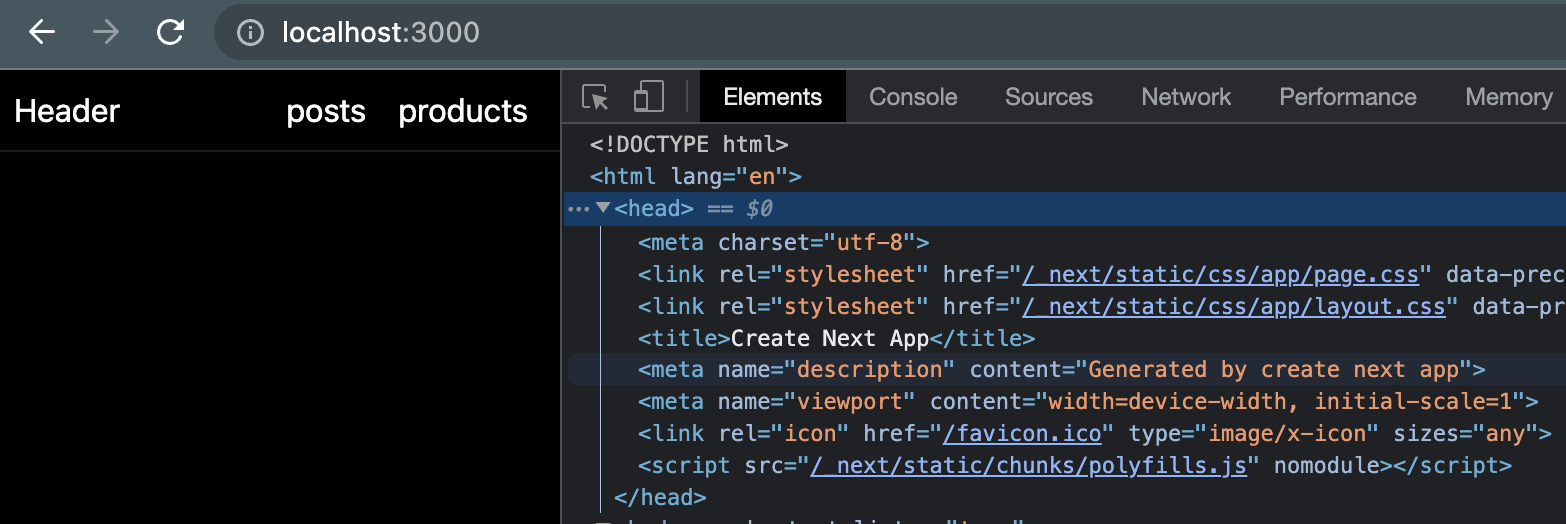 localhost:3000
Header posts products
Elements Console Sources Network Performance Memory
<!DOCTYPE html>
<html lang="en">
<head> == $0
<meta charset="utf-8">
<link rel="stylesheet" href="/_next/static/css/app/page.css" data-prec
<link rel="stylesheet" href="/_next/static/css/app/layout.css" data-pr
<title>Create Next App</title>
<meta name="description" content="Generated by create next app">
<meta name="viewport" content="width=device-width, initial-scale=1">
<link rel="icon" href="/favicon.ico" type="image/x-icon" sizes="any">
<script src="/_next/static/chunks/polyfills.js" nomodule></script>
</head>